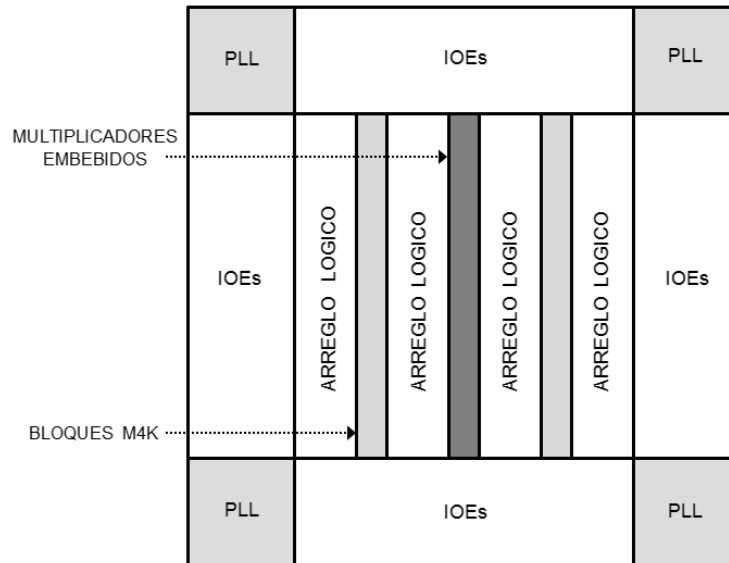 PLL
IOEs
PLL
MULTIPLICADORES
EMBEBIDOS
IOEs
ARREGLO LOGICO
ARREGLO LOGICO
ARREGLO LOGICO
ARREGLO LOGICO
IOEs
BLOQUES M4K
PLL
IOEs
PLL